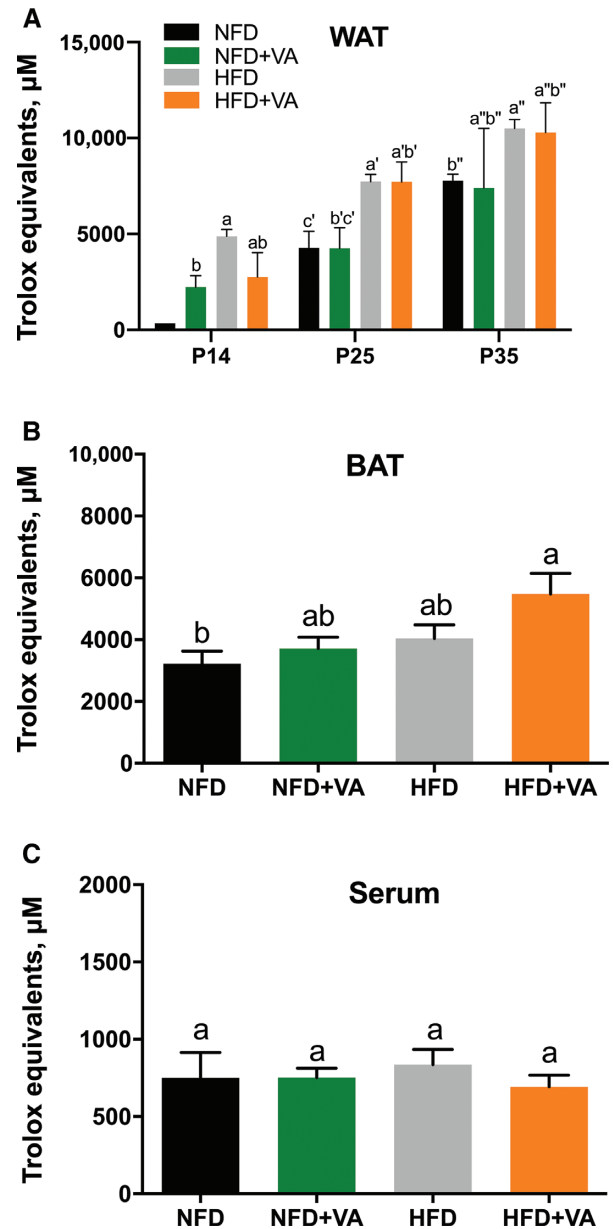 A
WAT
NFD
NFD+VA
HFD
HFD+VA
Trolox equivalents, µM
15,000
10,000
5000
0
b
a
ab
c'
b'c'
a'
a'b'
b"
a"b"
a"
a"b"
P14
P25
P35
B
BAT
Trolox equivalents, µM
10,000
8000
6000
4000
2000
0
b
ab
ab
a
NFD
NFD+VA
HFD
HFD+VA
C
Serum
Trolox equivalents, µM
2000
1500
1000
500
0
a
a
a
a
NFD
NFD+VA
HFD
HFD+VA